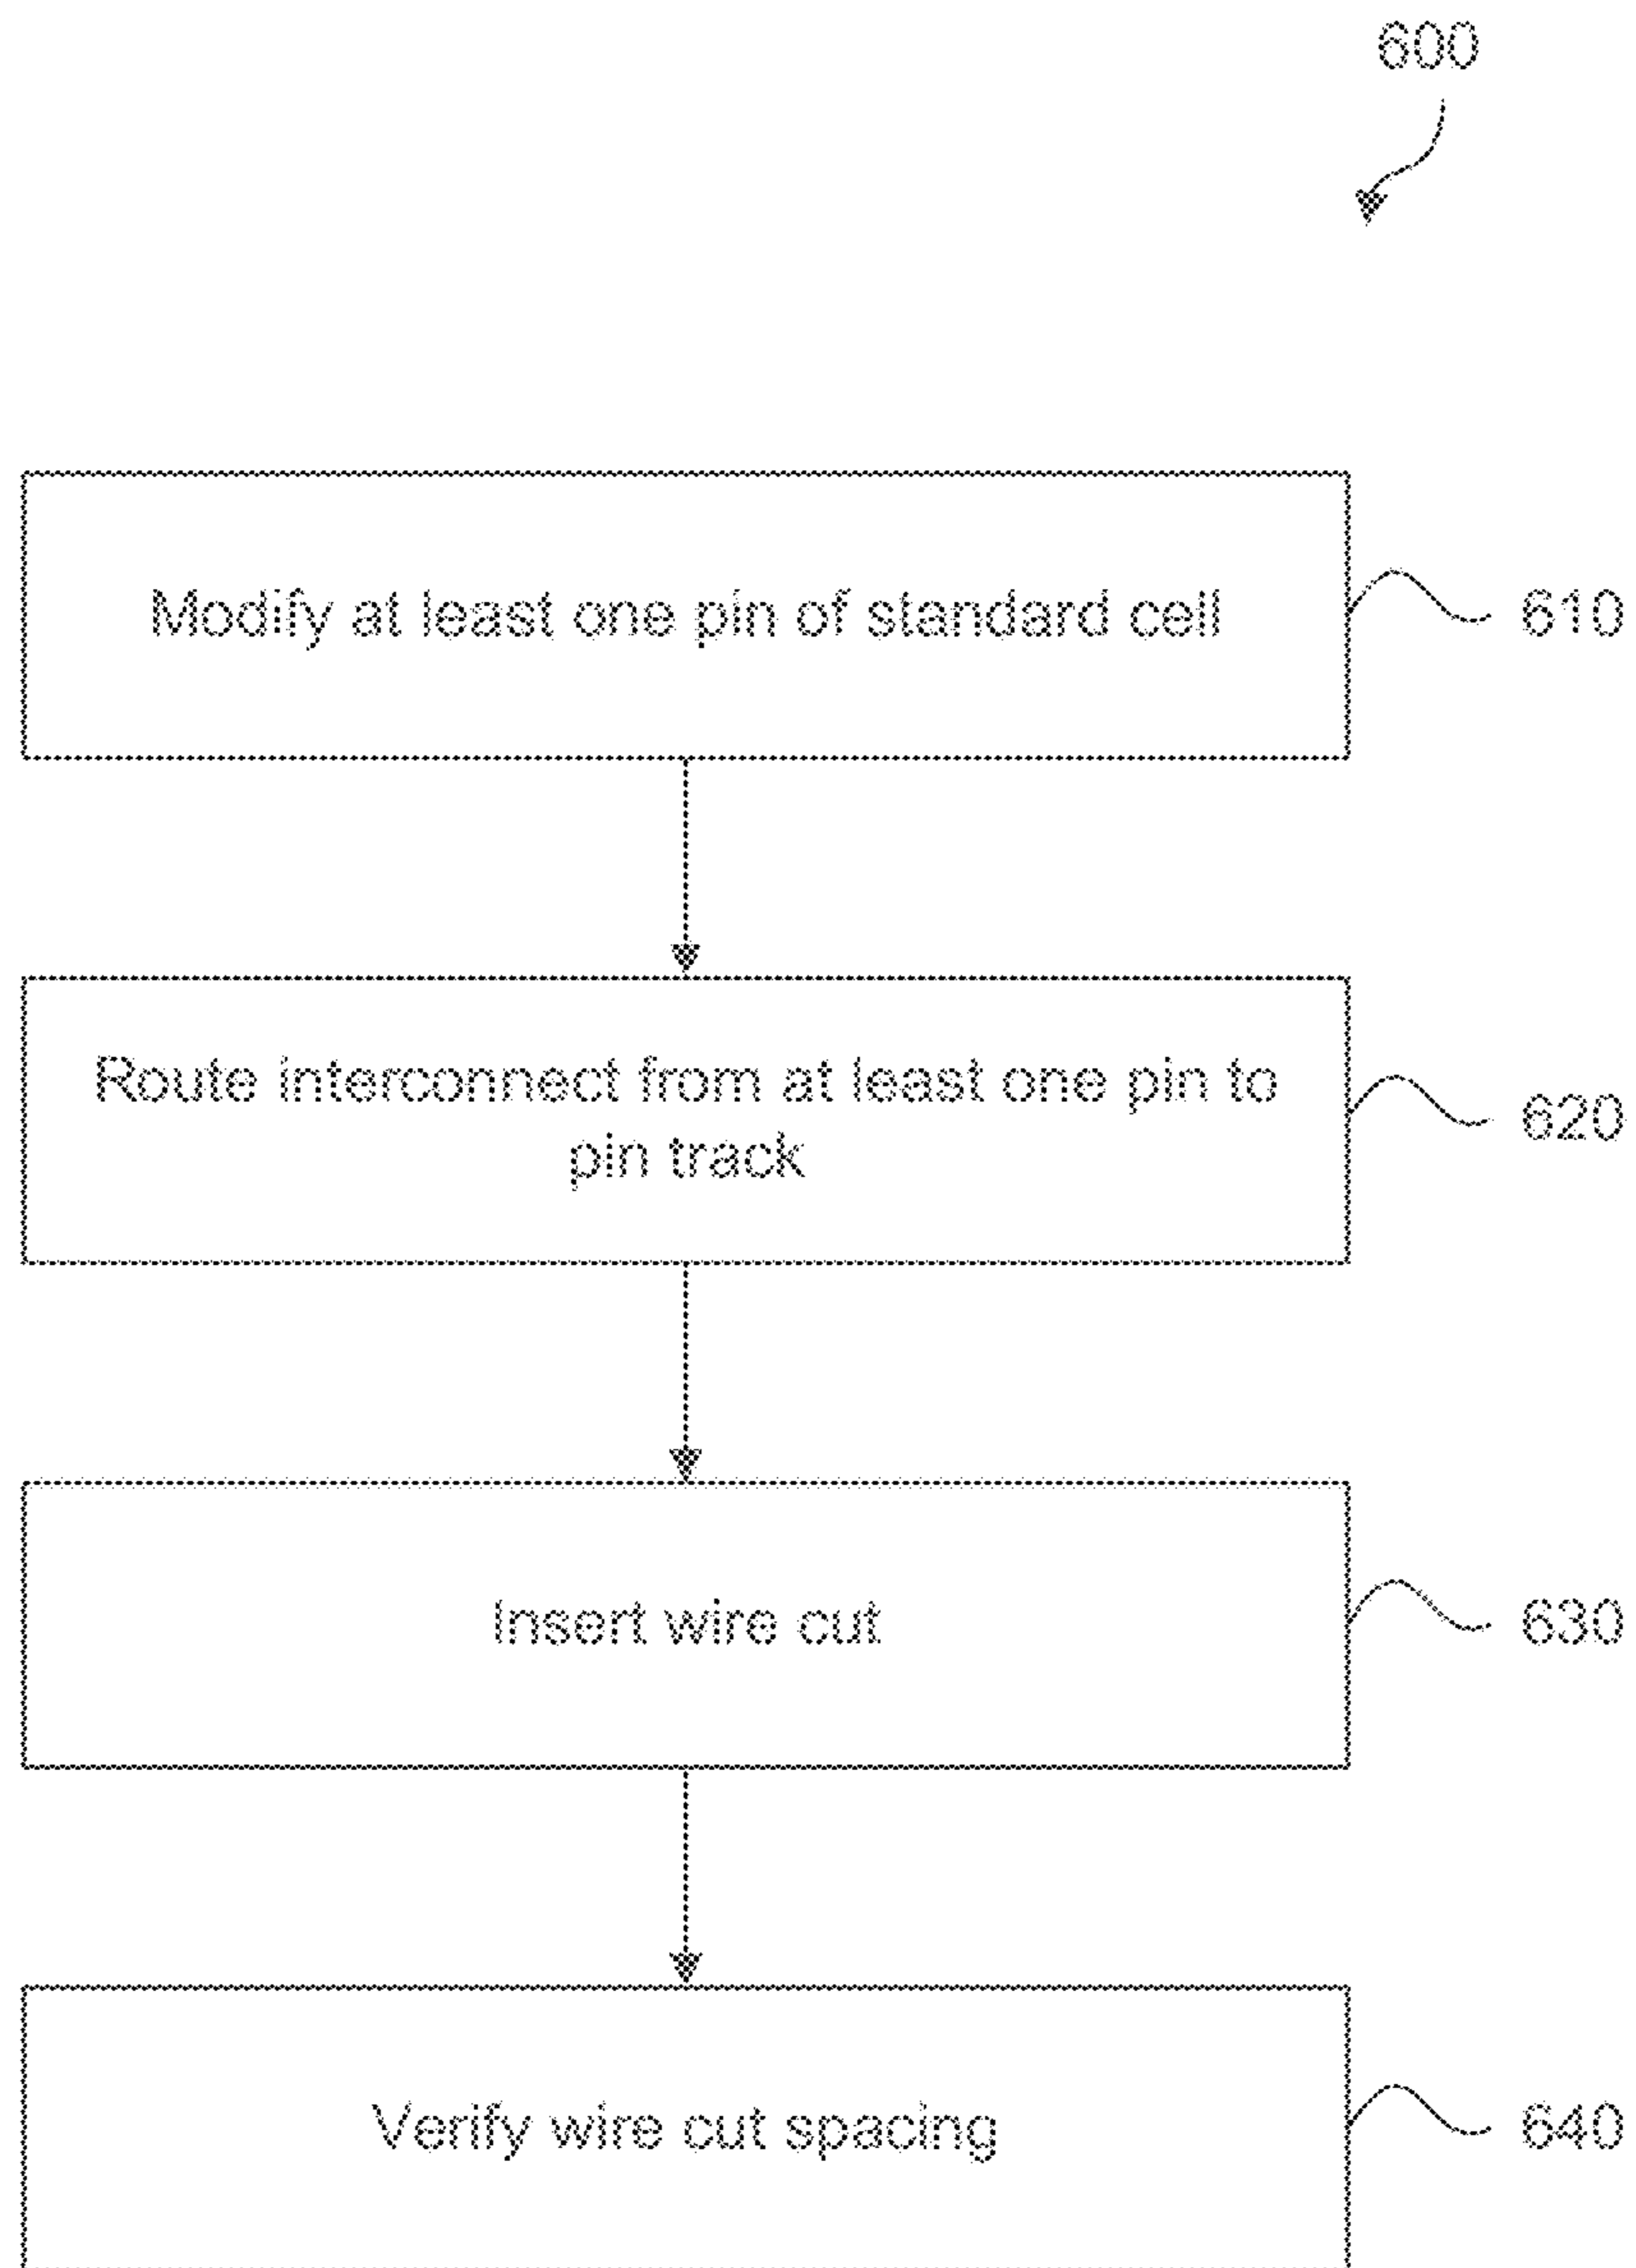 600
Modify at least one pin of standard cell
610
Route interconnect from at least one pin to
pin track
620
Insert wire cut
630
Verify wire cut spacing
640